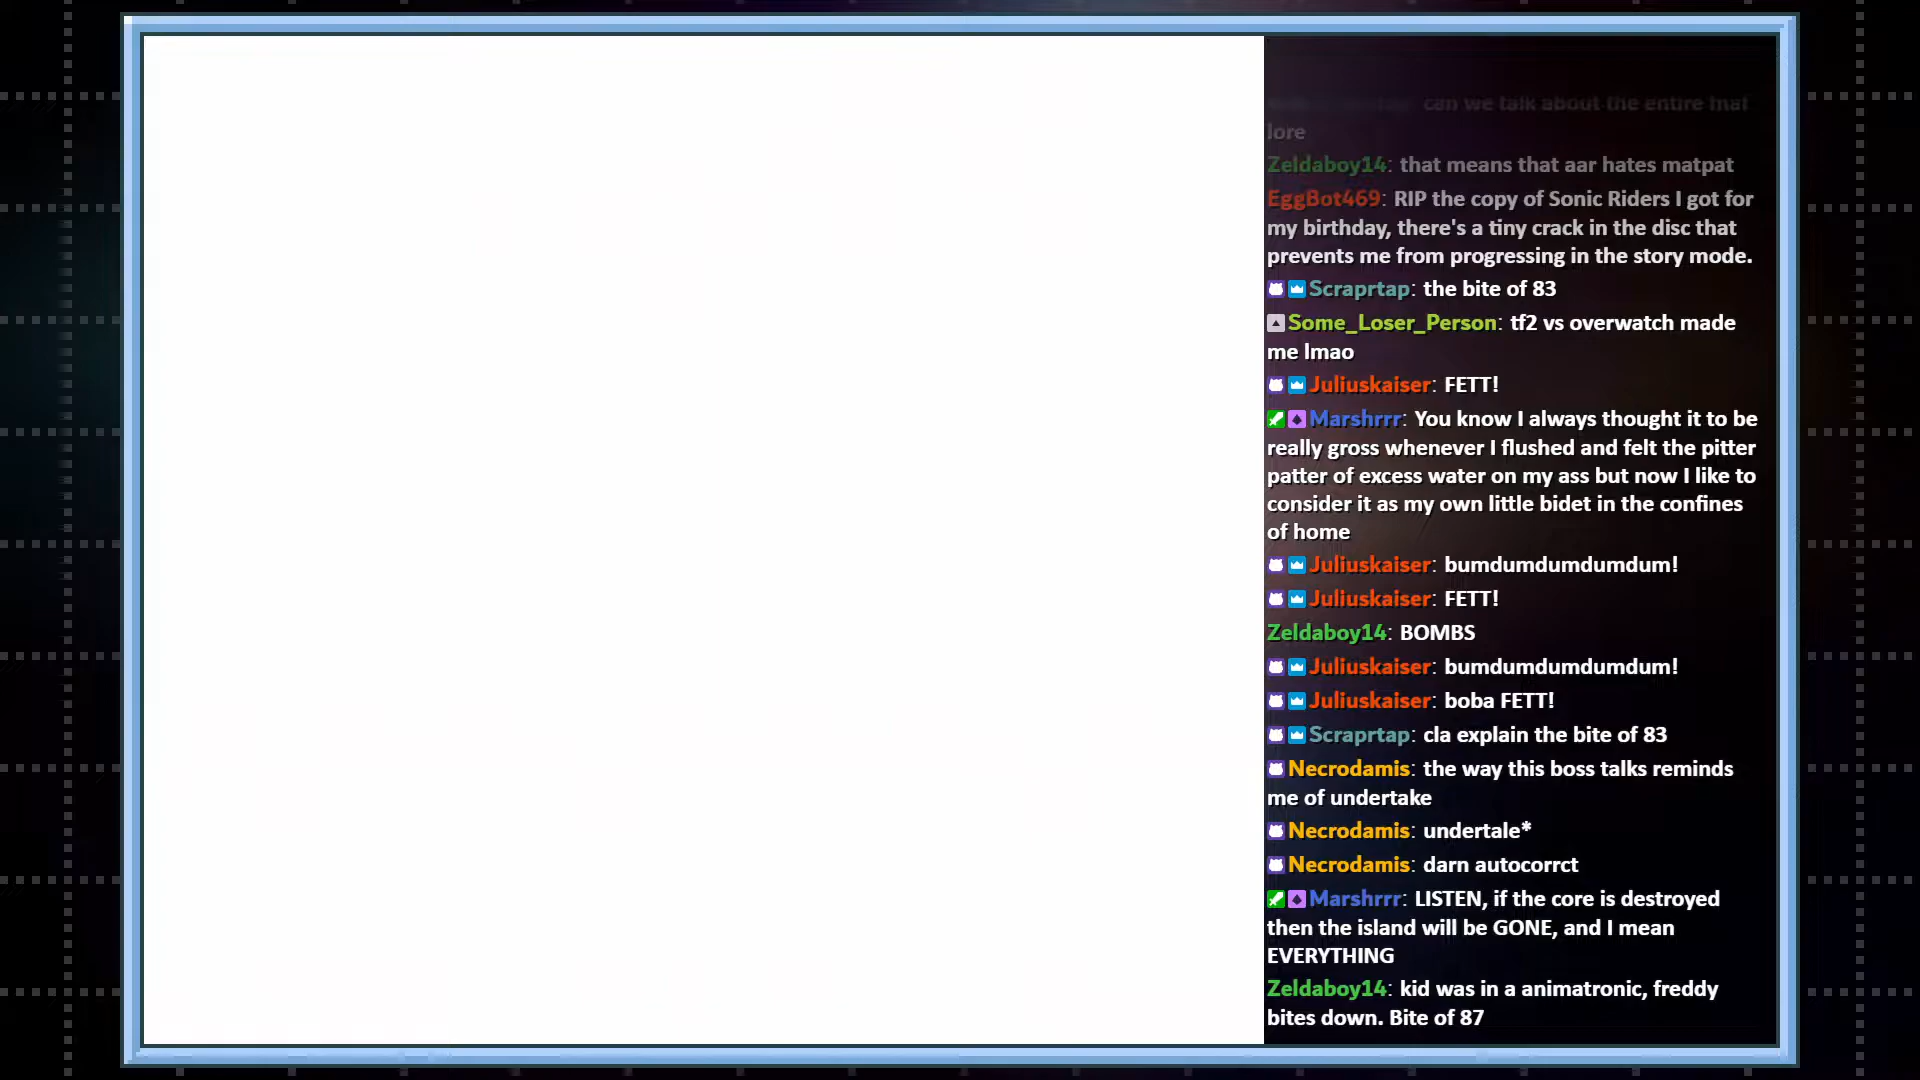 can we talk about the entire fnaf
lore
Zeldaboy14: that means that aar hates matpat
EggBot469: RIP the copy of Sonic Riders I got for
my birthday, there's a tiny crack in the disc that
prevents me from progressing in the story mode.
Scraprtap: the bite of 83
Some_Loser_Person: tf2 vs overwatch made
me lmao
Juliuskaiser: FETT!
Marshrrr: You know I always thought it to be
really gross whenever I flushed and felt the pitter
patter of excess water on my ass but now I like to
consider it as my own little bidet in the confines
of home
Juliuskaiser: bumdumdumdumdum!
Juliuskaiser: FETT!
Zeldaboy14: BOMBS
Juliuskaiser: bumdumdumdumdum!
Juliuskaiser: boba FETT!
Scraprtap: cla explain the bite of 83
Necrodamis: the way this boss talks reminds
me of undertake
Necrodamis: undertale*
Necrodamis: darn autocorrct
Marshrrr: LISTEN, if the core is destroyed
then the island will be GONE, and I mean
EVERYTHING
Zeldaboy14: kid was in a animatronic, freddy
bites down. Bite of 87